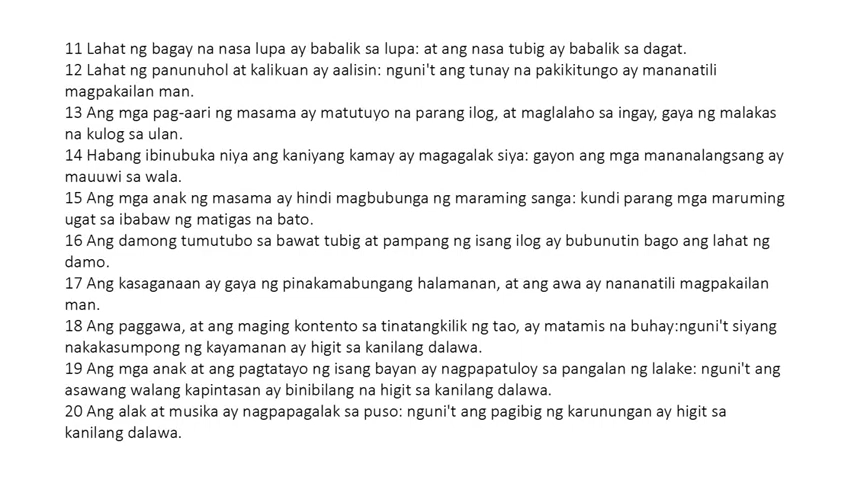 11 Lahat ng bagay na nasa lupa ay babalik sa lupa: at ang nasa tubig ay babalik sa dagat.
12 Lahat ng panunuhol at kalikuan ay aalisin: nguni't ang tunay na pakikitungo ay mananatili
magpakailan man.
13 Ang mga pag-aari ng masama ay matutuyo na parang ilog, at maglalaho sa ingay, gaya ng malakas
na kulog sa ulan.
14 Habang ibinubuka niya ang kaniyang kamay ay magagalak siya: gayon ang mga mananalangsang ay
mauuwi sa wala.
15 Ang mga anak ng masama ay hindi magbubunga ng maraming sanga: kundi parang mga maruming
ugat sa ibabaw ng matigas na bato.
16 Ang damong tumutubo sa bawat tubig at pampang ng isang ilog ay bubunutin bago ang lahat ng
damo.
17 Ang kasaganaan ay gaya ng pinakamabungang halamanan, at ang awa ay nananatili magpakailan
man.
18 Ang paggawa, at ang maging kontento sa tinatangkilik ng tao, ay matamis na buhay:nguni't siyang
nakakasumpong ng kayamanan ay higit sa kanilang dalawa.
19 Ang mga anak at ang pagtatayo ng isang bayan ay nagpapatuloy sa pangalan ng lalake: nguni't ang
asawang walang kapintasan ay binibilang na higit sa kanilang dalawa.
20 Ang alak at musika ay nagpapagalak sa puso: nguni't ang pagibig ng karunungan ay higit sa
kanilang dalawa.